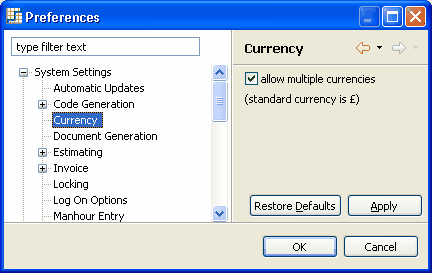 Preferences
type filter text
System Settings
Automatic Updates
Code Generation
Currency
Document Generation
Estimating
Invoice
Locking
Log On Options
Manhour Entry
Currency
allow multiple currencies
(standard currency is £)
Restore Defaults
Apply
OK
Cancel